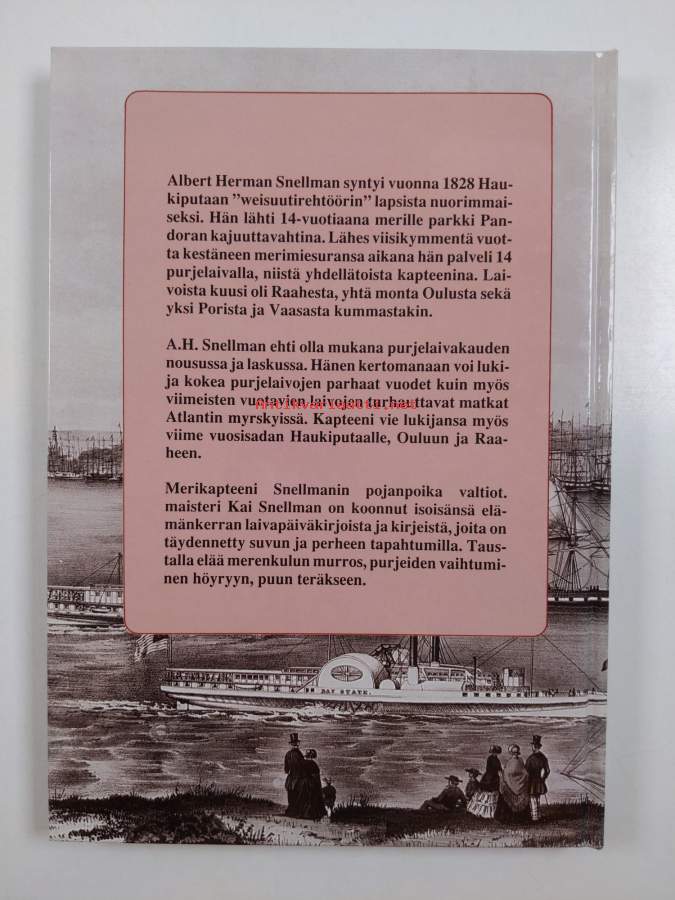 Albert Herman Snellman syntyi vuonna 1828 Hau-
kiputaan ”weisuutirehtöörin” lapsista nuorimmai-
seksi. Hän lähti 14-vuotiaana merille parkki Pan-
doran kajuuttavahtina. Lähes viisikymmentä vuot-
ta kestäneen merimiesuransa aikana hän palveli 14
purjelaivalla, niistä yhdellätoista kapteenina. Lai-
voista kuusi oli Raahesta, yhtä monta Oulusta sekä
yksi Porista ja Vaasasta kummastakin.
A.H. Snellman ehti olla mukana purjelaivakauden
nousussa ja laskussa. Hänen kertomanaan voi luki-
ja kokea purjelaivojen parhaat vuodet kuin myös
viimeisten vuotavien laivojen turhauttavat matkat
Antikvariaatti.net
Atlantin myrskyissä. Kapteeni vie lukijansa myös
viime vuosisadan Haukiputaalle, Ouluun ja Raa-
heen.
Merikapteeni Snellmanin pojanpoika valtiot.
maisteri Kai Snellman on koonnut isoisänsä elä-
mänkerran laivapäiväkirjoista ja kirjeistä, joita on
täydennetty suvun ja perheen tapahtumilla. Taus-
talla elää merenkulun murros, purjeiden vaihtumi-
nen höyryyn, puun teräkseen.
BAY STATE.